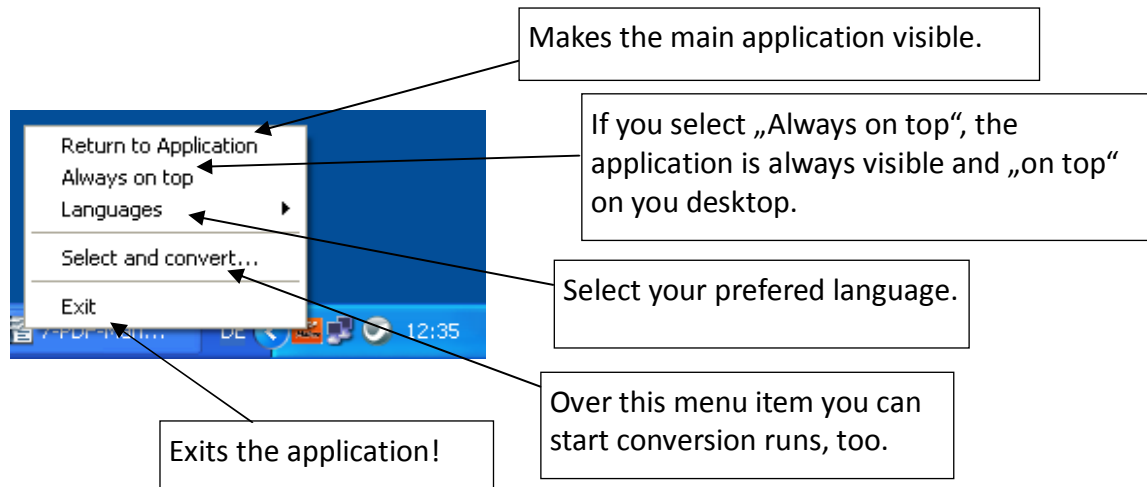 Makes the main application visible.
If you select „Always on top“, the
application is always visible and „on top“
on you desktop.
Return to Application
Always on top
Languages
Select and convert...
Exit
Select your prefered language.
DE
12:35
Over this menu item you can
start conversion runs, too.
Exits the application!